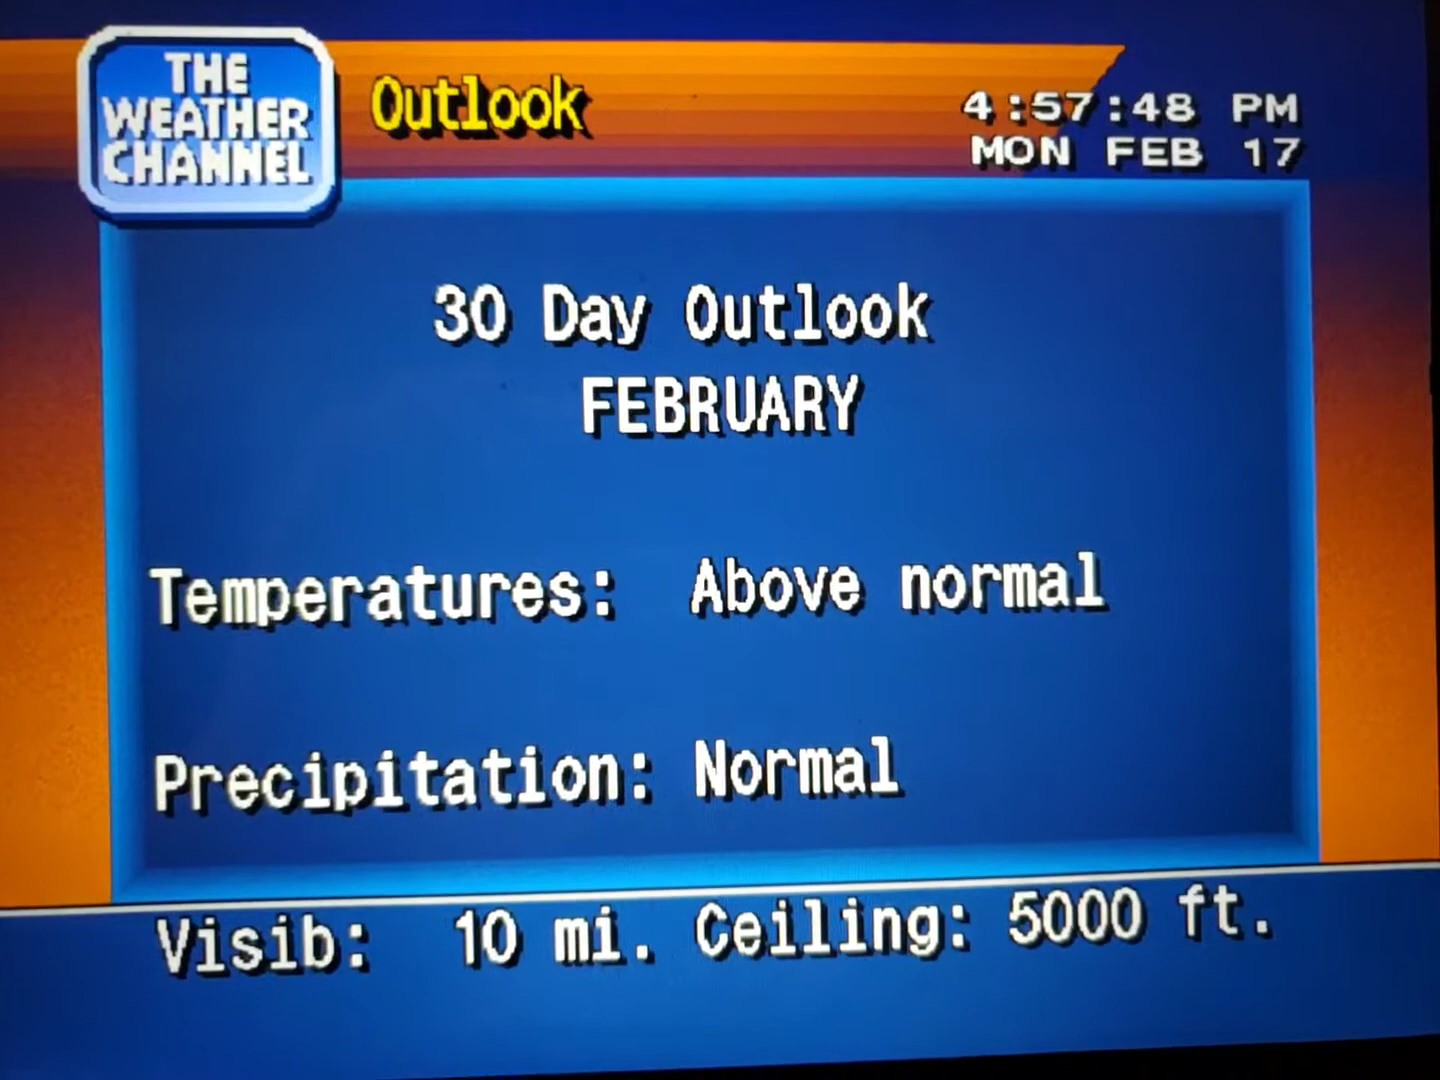 THE
WEATHER
CHANNEL
Outlook
4:57:48 PM
MON FEB 17
30 Day Outlook
FEBRUARY
Temperatures: Above normal
Precipitation: Normal
Visib: 10 mi. Ceiling: 5000 ft.